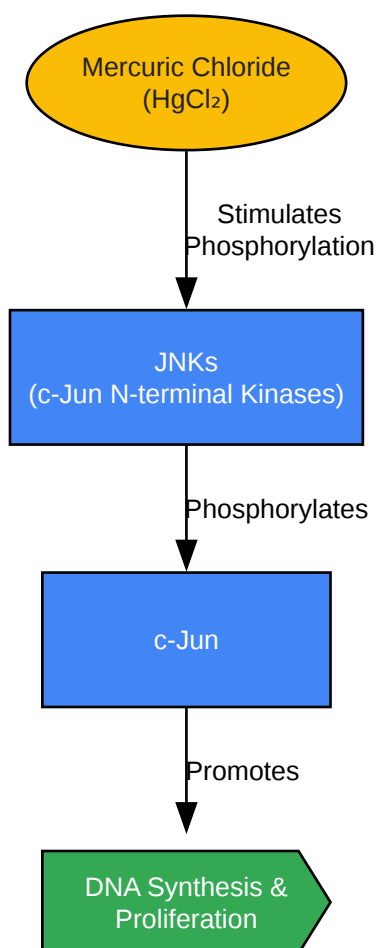 Mercuric Chloride
(HgCl₂)
Stimulates
Phosphorylation
JNKs
(c-Jun N-terminal Kinases)
Phosphorylates
c-Jun
Promotes
DNA Synthesis &
Proliferation